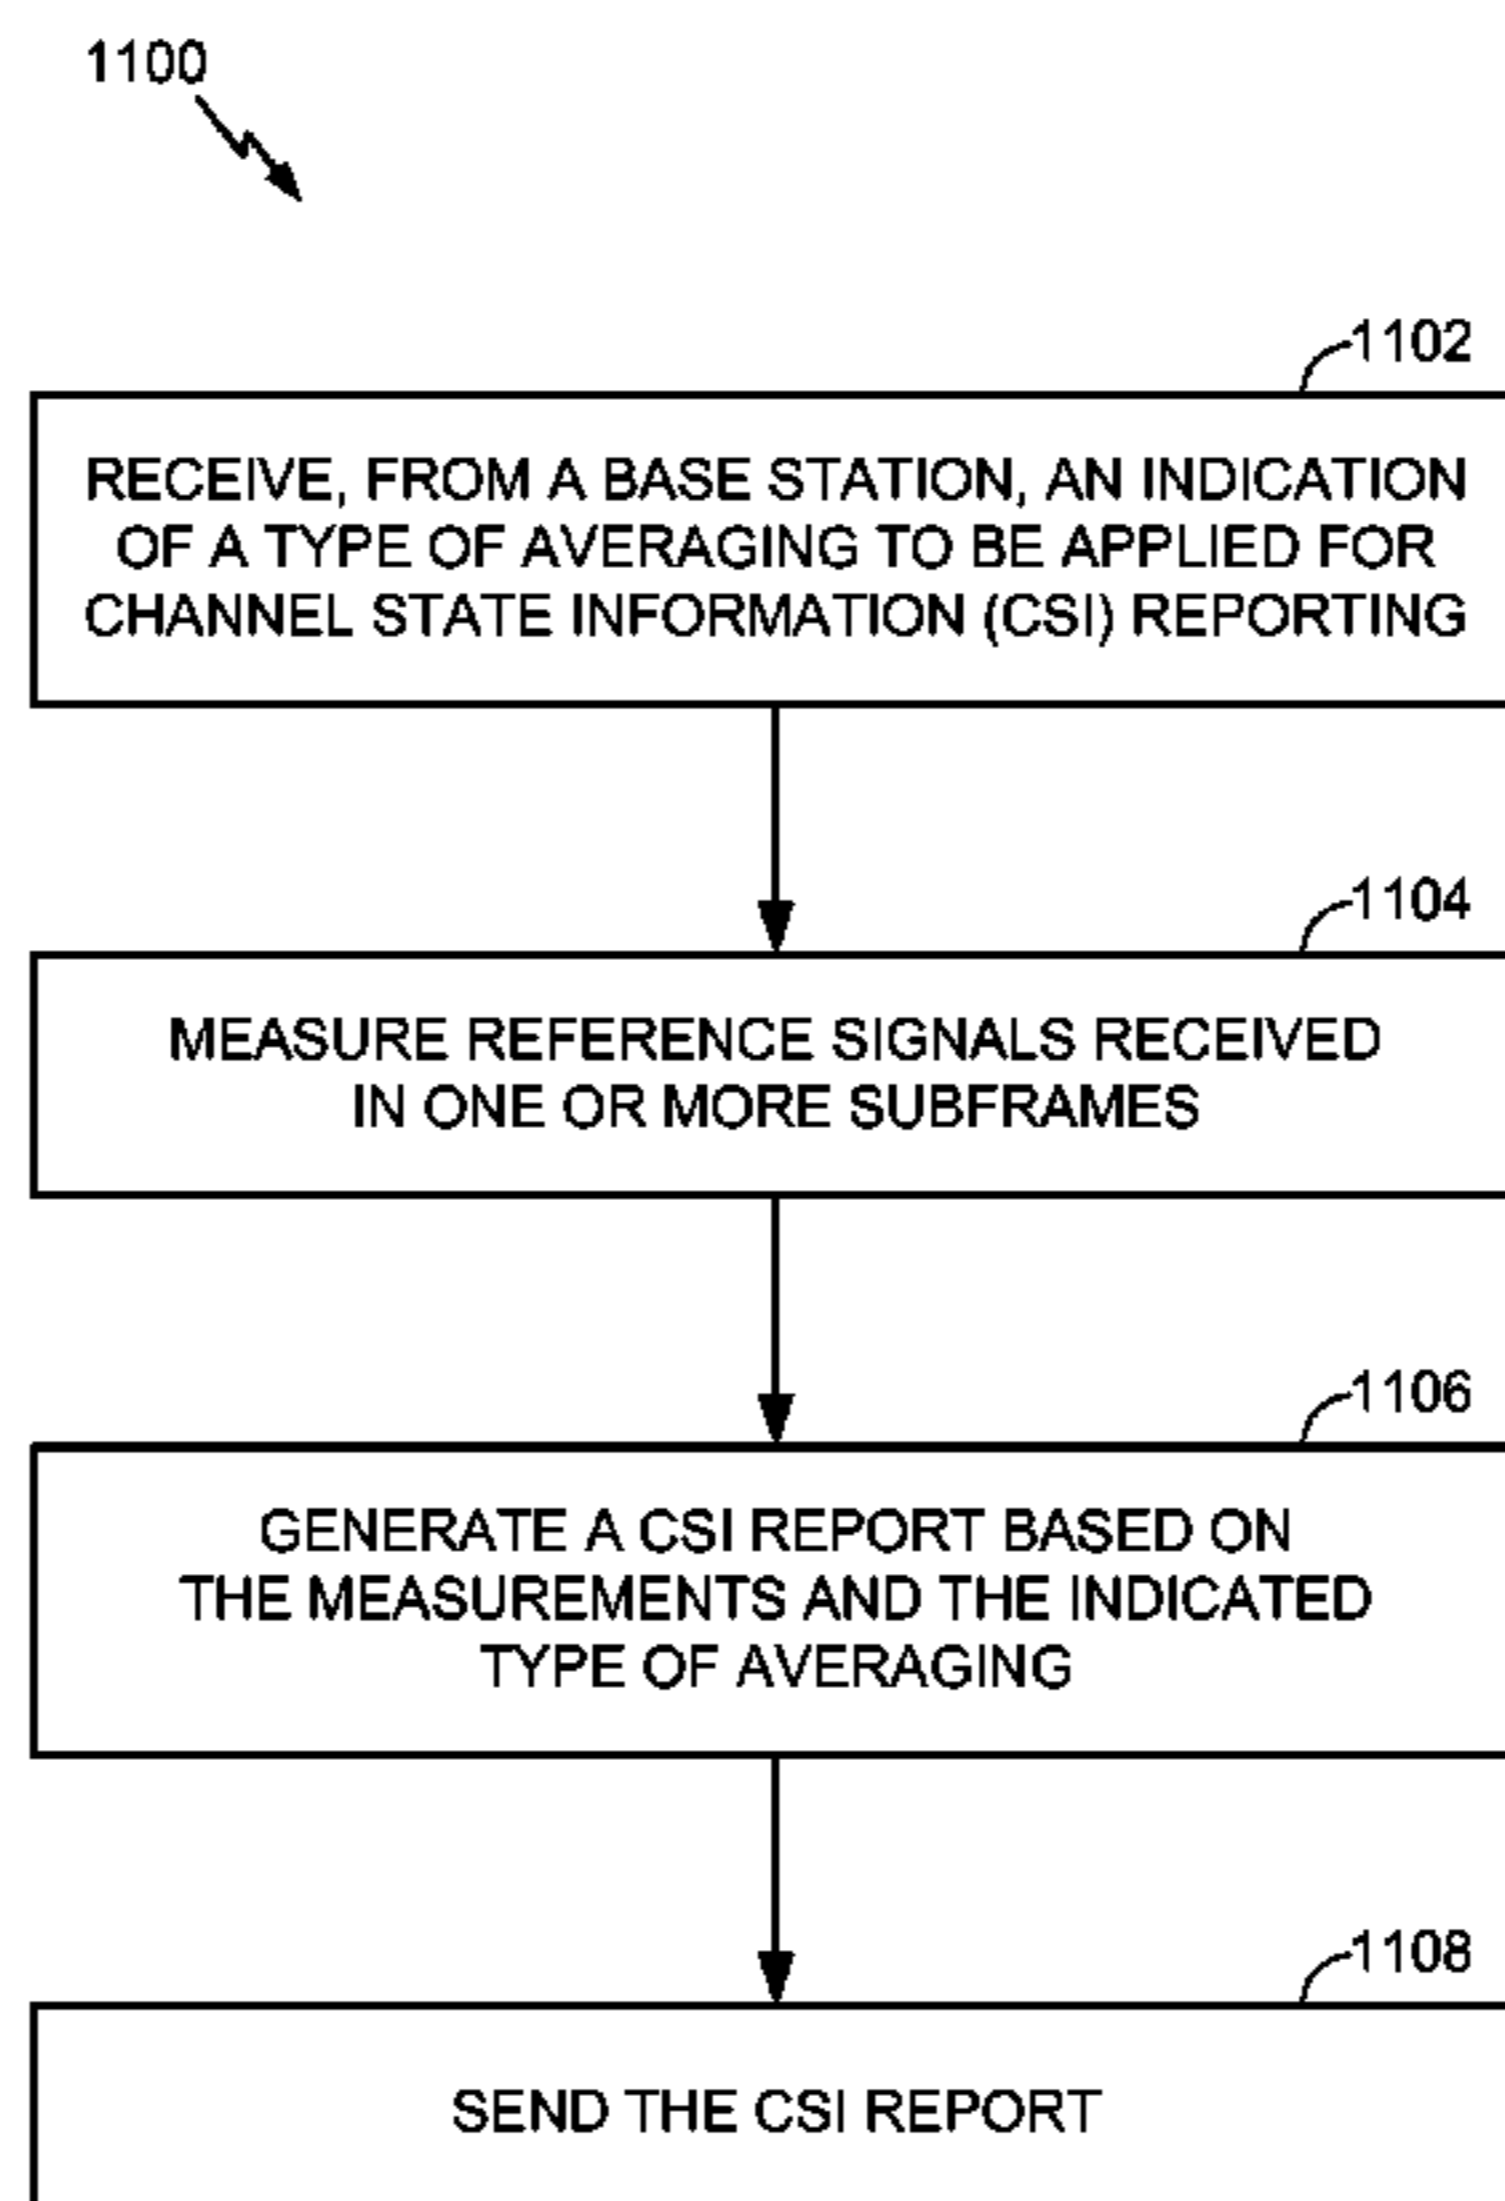 1100
1102
RECEIVE, FROM A BASE STATION, AN INDICATION
OF A TYPE OF AVERAGING TO BE APPLIED FOR
CHANNEL STATE INFORMATION (CSI) REPORTING
1104
MEASURE REFERENCE SIGNALS RECEIVED
IN ONE OR MORE SUBFRAMES
1106
GENERATE A CSI REPORT BASED ON
THE MEASUREMENTS AND THE INDICATED
TYPE OF AVERAGING
1108
SEND THE CSI REPORT